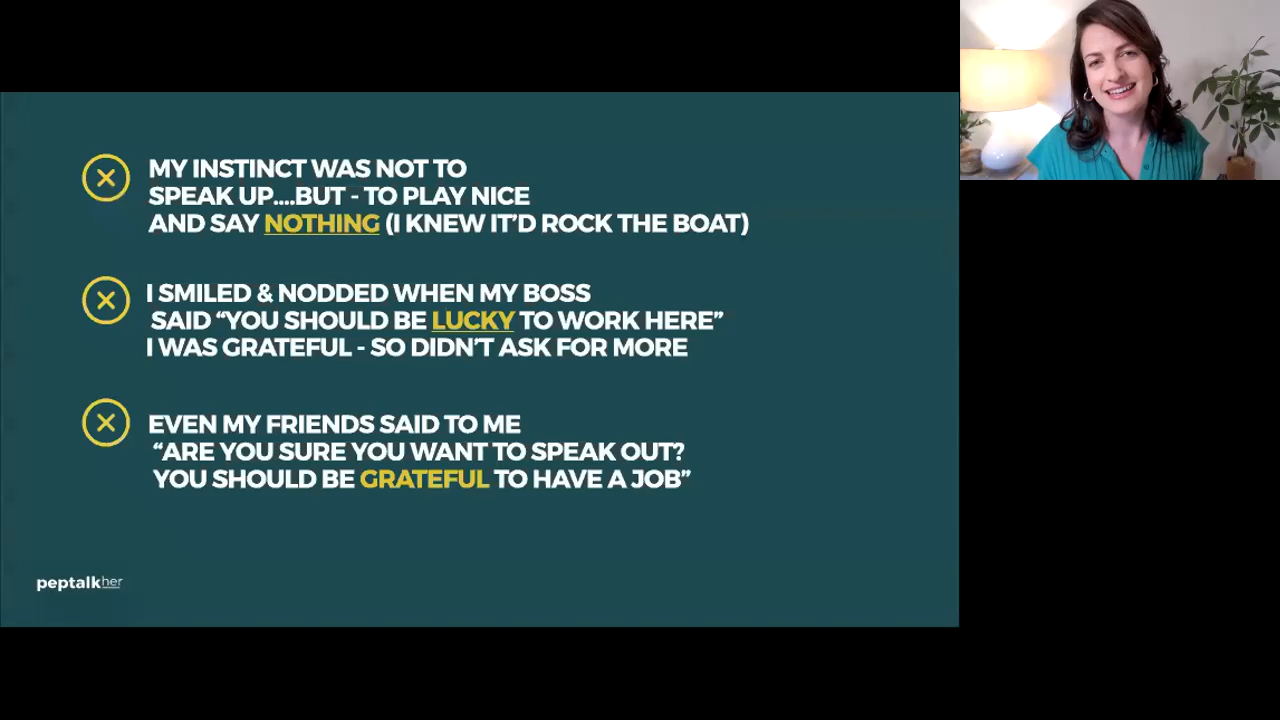 MY INSTINCT WAS NOT TO
SPEAK UP....BUT - TO PLAY NICE
AND SAY NOTHING (I KNEW IT'D ROCK THE BOAT)
I SMILED & NODDED WHEN MY BOSS
SAID “YOU SHOULD BE LUCKY TO WORK HERE”
I WAS GRATEFUL - SO DIDN'T ASK FOR MORE
EVEN MY FRIENDS SAID TO ME
“ARE YOU SURE YOU WANT TO SPEAK OUT?
YOU SHOULD BE GRATEFUL TO HAVE A JOB”
peptalkher